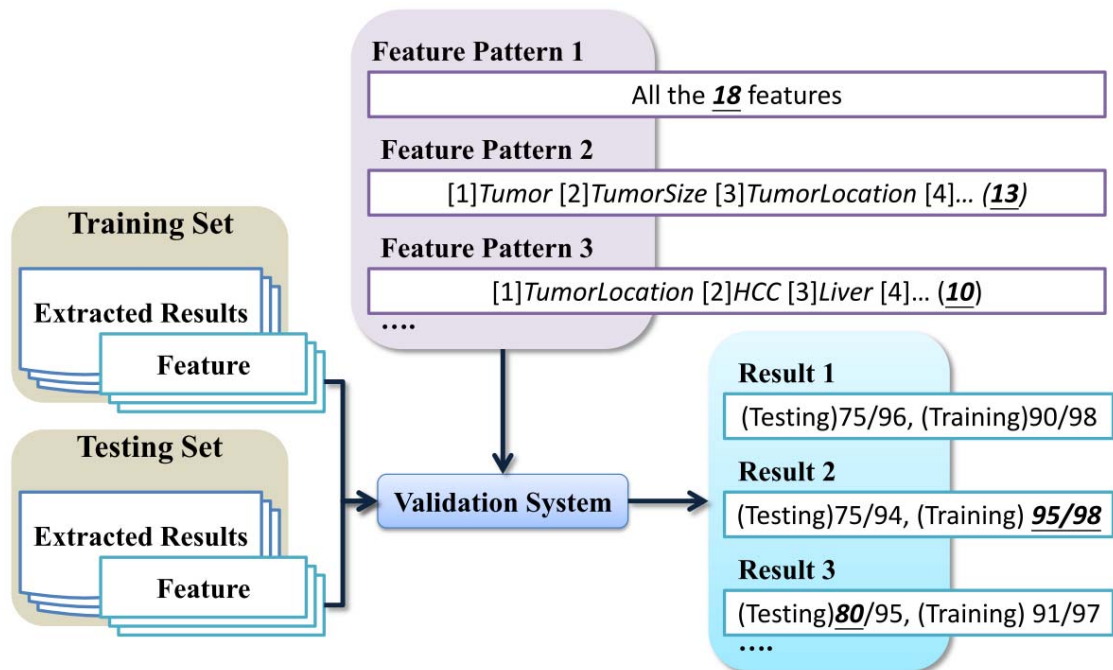 Feature Pattern 1
All the 18 features
Feature Pattern 2
[1]Tumor [2]TumorSize [3]TumorLocation [4]... (13)
Feature Pattern 3
[1]TumorLocation [2]HCC [3]Liver [4]... (10)
....
Training Set
Extracted Results
Feature
Testing Set
Extracted Results
Feature
Validation System
Result 1
(Testing)75/96, (Training)90/98
Result 2
(Testing)75/94, (Training) 95/98
Result 3
(Testing)80/95, (Training) 91/97
....